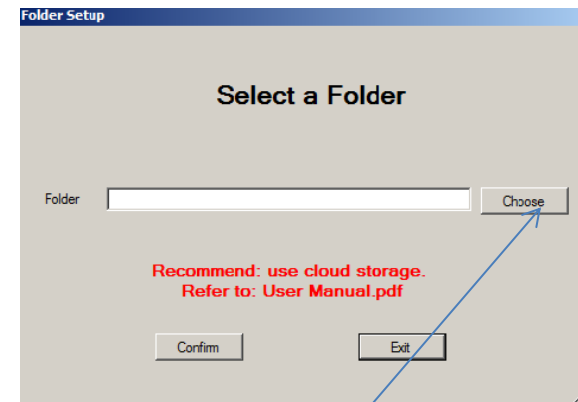 Folder Setup
Select a Folder
Folder
Choose
Recommend: use cloud storage.
Refer to: User Manual.pdf
Confirm Exit